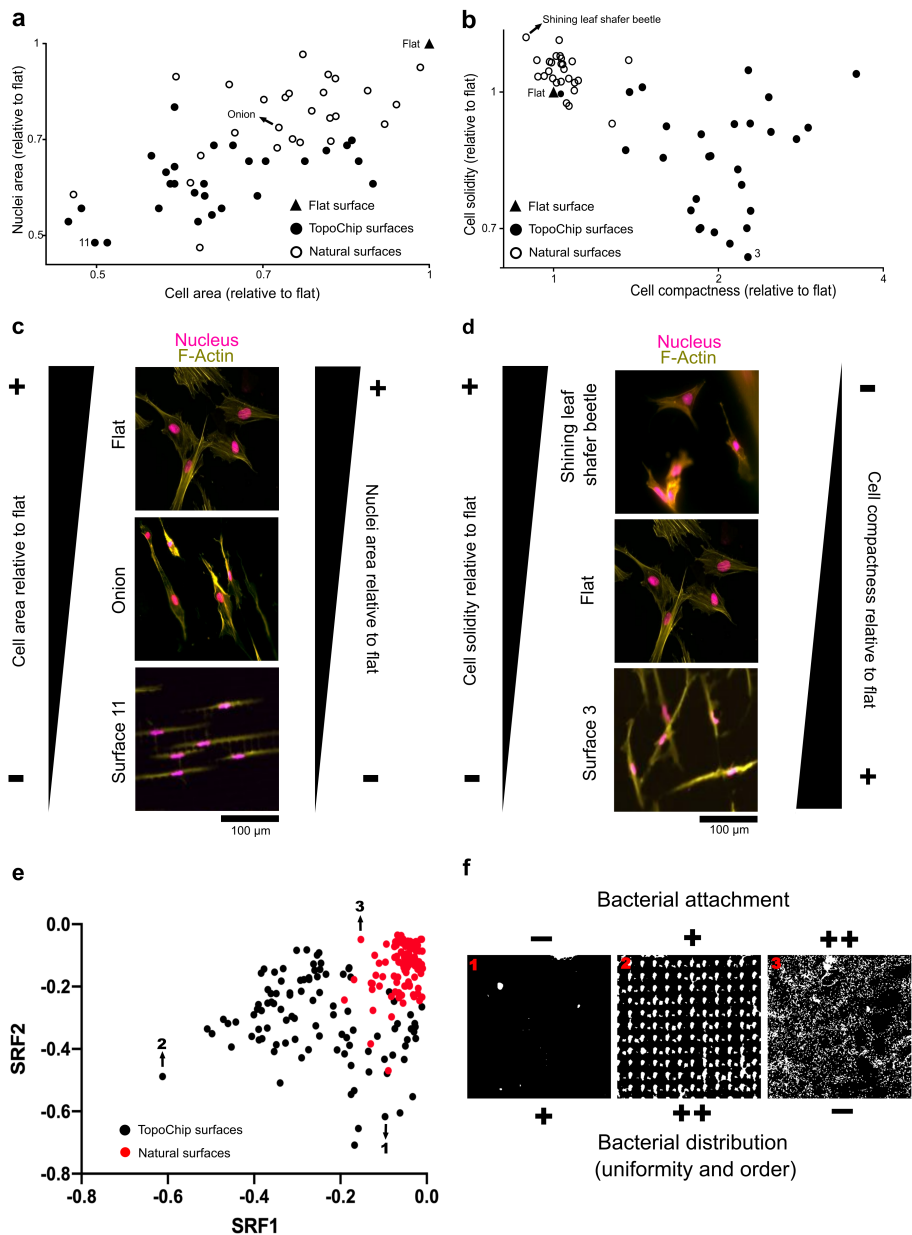 a
Nuclei area (relative to flat)
1
0.7
0.5
Flat
Onion
11
Flat surface
TopoChip surfaces
Natural surfaces
0.5
0.7
1
Cell area (relative to flat)
b
Cell solidity (relative to flat)
1
0.7
Shining leaf shafer beetle
Flat
3
Flat surface
TopoChip surfaces
Natural surfaces
1
2
4
Cell compactness (relative to flat)
c
Nucleus
F-Actin
+
−
Cell area relative to flat
Flat
Onion
Surface 11
+
Nuclei area relative to flat
−
100 µm
d
Nucleus
F-Actin
+
−
Cell solidity relative to flat
Shining leaf
shafer beetle
Flat
Surface 3
−
Cell compactness relative to flat
+
100 µm
e
SRF2
0.0
-0.2
-0.4
-0.6
-0.8
3
2
1
TopoChip surfaces
Natural surfaces
-0.8
-0.6
-0.4
-0.2
0.0
SRF1
f
Bacterial attachment
− + ++
1 2 3
+ ++ −
Bacterial distribution
(uniformity and order)